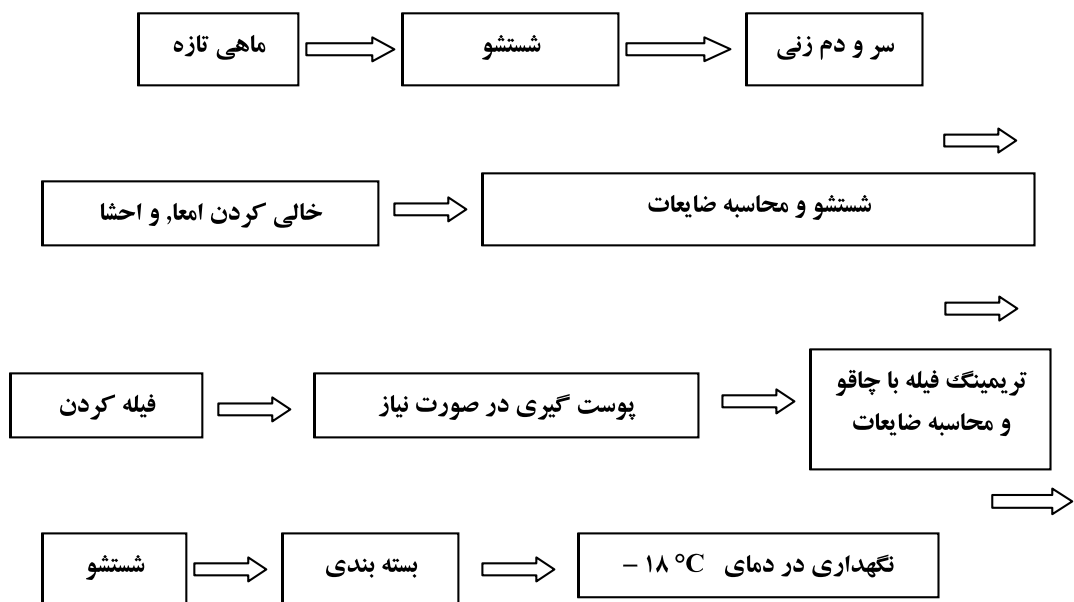 ماهی تازه
شستشو
سر و دم زنی
خالی کردن امعا, و احشا
شستشو و محاسبه ضایعات
فیله کردن
پوست گیری در صورت نیاز
تریمینگ فیله با چاقو
و محاسبه ضایعات
شستشو
بسته بندی
نگهداری در دمای ۱۸ °C –